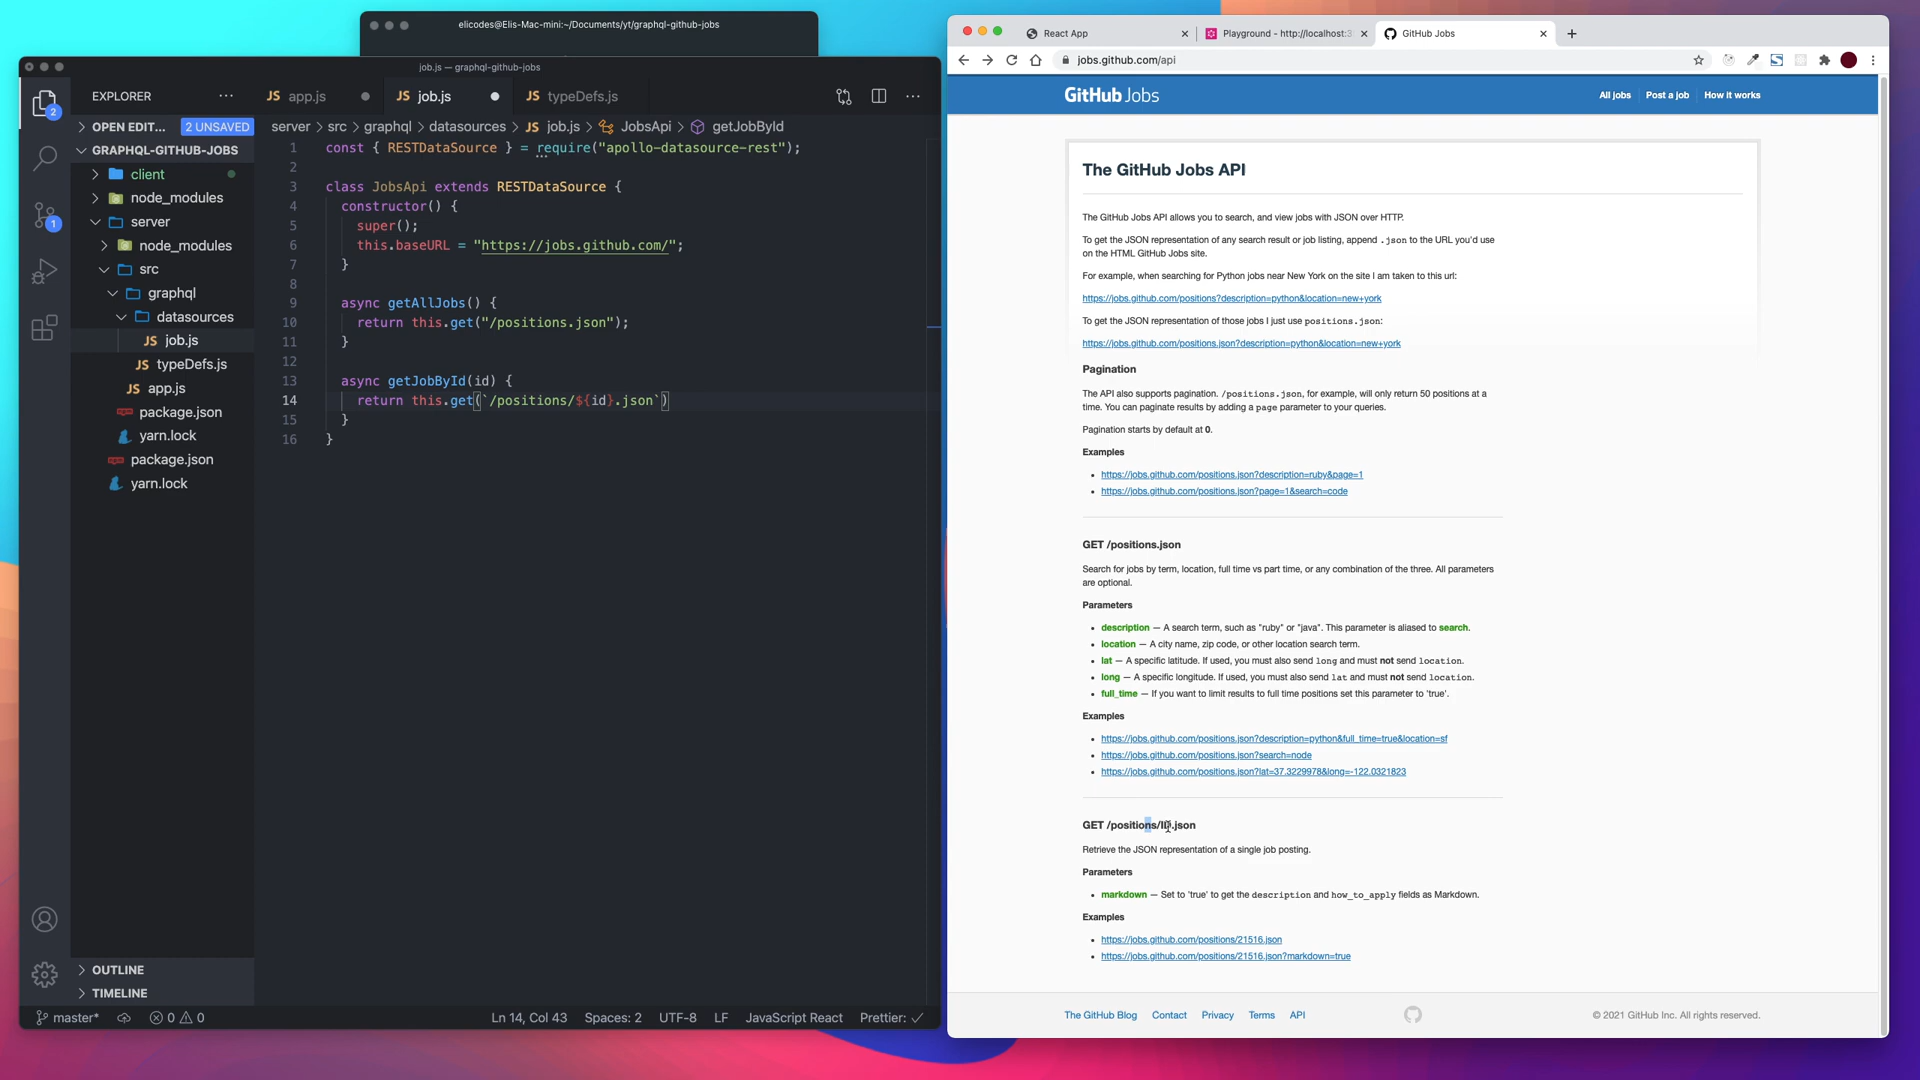 elicodes@Elis-Mac-mini:~/Documents/yt/graphql-github-jobs
job.js — graphql-github-jobs
EXPLORER
OPEN EDIT...
2 UNSAVED
GRAPHQL-GITHUB-JOBS
client
node_modules
server
node_modules
src
graphql
datasources
JS job.js
JS typeDefs.js
JS app.js
package.json
yarn.lock
package.json
yarn.lock
OUTLINE
TIMELINE
2
1
JS app.js
JS job.js
JS typeDefs.js
server > src > graphql > datasources > JS job.js > JobsApi > getJobById
1 const { RESTDataSource } = require("apollo-datasource-rest");
2
3 class JobsApi extends RESTDataSource {
4 constructor() {
5 super();
6 this.baseURL = "https://jobs.github.com/";
7 }
8
9 async getAllJobs() {
10 return this.get("/positions.json");
11 }
12
13 async getJobById(id) {
14 return this.get(`/positions/${id}.json`)
15 }
16 }
master*
0
0
Ln 14, Col 43
Spaces: 2
UTF-8
LF
JavaScript React
Prettier: ✓
React App
Playground - http://localhost:3
GitHub Jobs
jobs.github.com/api
GitHub Jobs
All jobs
Post a job
How it works
The GitHub Jobs API
The GitHub Jobs API allows you to search, and view jobs with JSON over HTTP.
To get the JSON representation of any search result or job listing, append .json to the URL you'd use
on the HTML GitHub Jobs site.
For example, when searching for Python jobs near New York on the site I am taken to this url:
https://jobs.github.com/positions?description=python&location=new+york
To get the JSON representation of those jobs I just use positions.json:
https://jobs.github.com/positions.json?description=python&location=new+york
Pagination
The API also supports pagination. /positions.json, for example, will only return 50 positions at a
time. You can paginate results by adding a page parameter to your queries.
Pagination starts by default at 0.
Examples
https://jobs.github.com/positions.json?description=ruby&page=1
https://jobs.github.com/positions.json?page=1&search=code
GET /positions.json
Search for jobs by term, location, full time vs part time, or any combination of the three. All parameters
are optional.
Parameters
description — A search term, such as "ruby" or "java". This parameter is aliased to search.
location — A city name, zip code, or other location search term.
lat — A specific latitude. If used, you must also send long and must not send location.
long — A specific longitude. If used, you must also send lat and must not send location.
full_time — If you want to limit results to full time positions set this parameter to 'true'.
Examples
https://jobs.github.com/positions.json?description=python&full_time=true&location=sf
https://jobs.github.com/positions.json?search=node
https://jobs.github.com/positions.json?lat=37.3229978&long=-122.0321823
GET /positions/ID.json
Retrieve the JSON representation of a single job posting.
Parameters
markdown — Set to 'true' to get the description and how_to_apply fields as Markdown.
Examples
https://jobs.github.com/positions/21516.json
https://jobs.github.com/positions/21516.json?markdown=true
The GitHub Blog
Contact
Privacy
Terms
API
© 2021 GitHub Inc. All rights reserved.